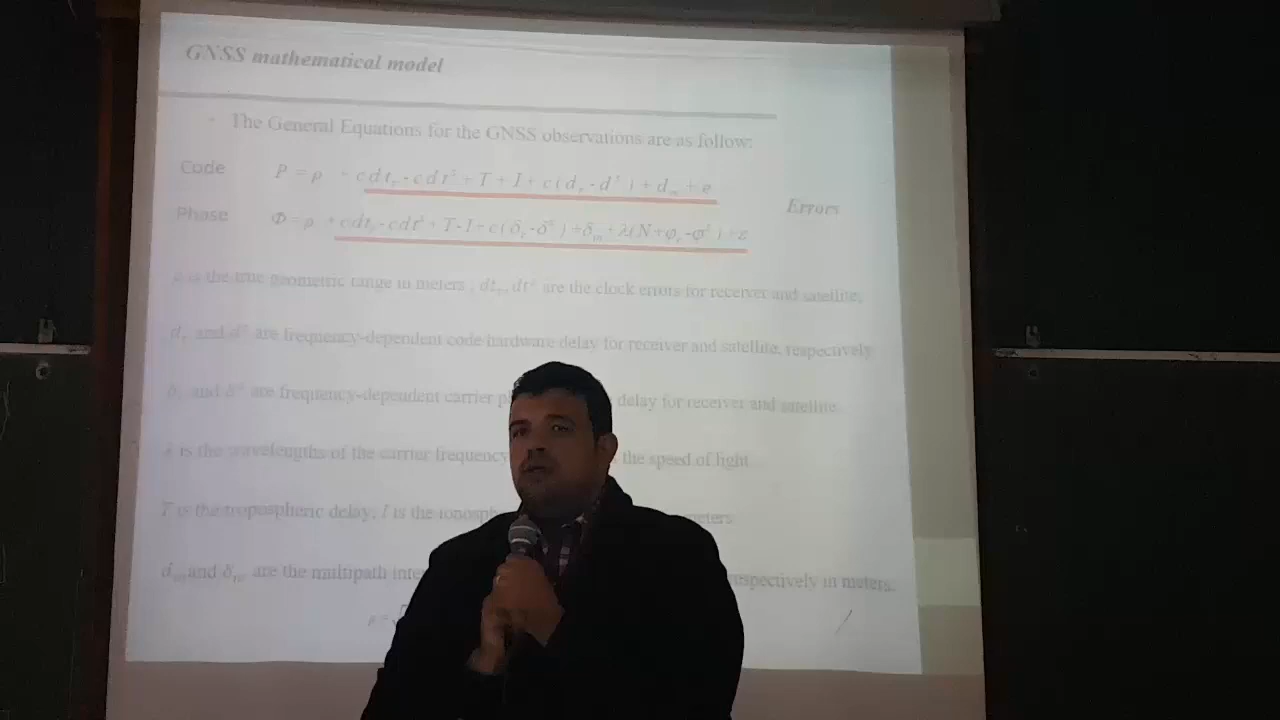 GNSS mathematical model
The General Equations for the GNSS observations are as follow:
Code P = ρ + c dt_r - c dt^s + T + I + c ( d_r - d^s ) + d_m + e
Errors
Phase Φ = ρ + c dt_r - c dt^s + T - I + c ( δ_r - δ^s ) + δ_m + λ(N+φ_r-φ^s ) + ε
ρ is the true geometric range in meters , dt_r, dt^s are the clock errors for receiver and satellite,
d_r and d^s are frequency-dependent code hardware delay for receiver and satellite, respectively
δ_r and δ^s are frequency-dependent carrier delay for receiver and satellite
λ is the wavelengths of the carrier frequency the speed of light
T is the tropospheric delay, I is the meters
d_m and δ_m are the multipath respectively in meters.